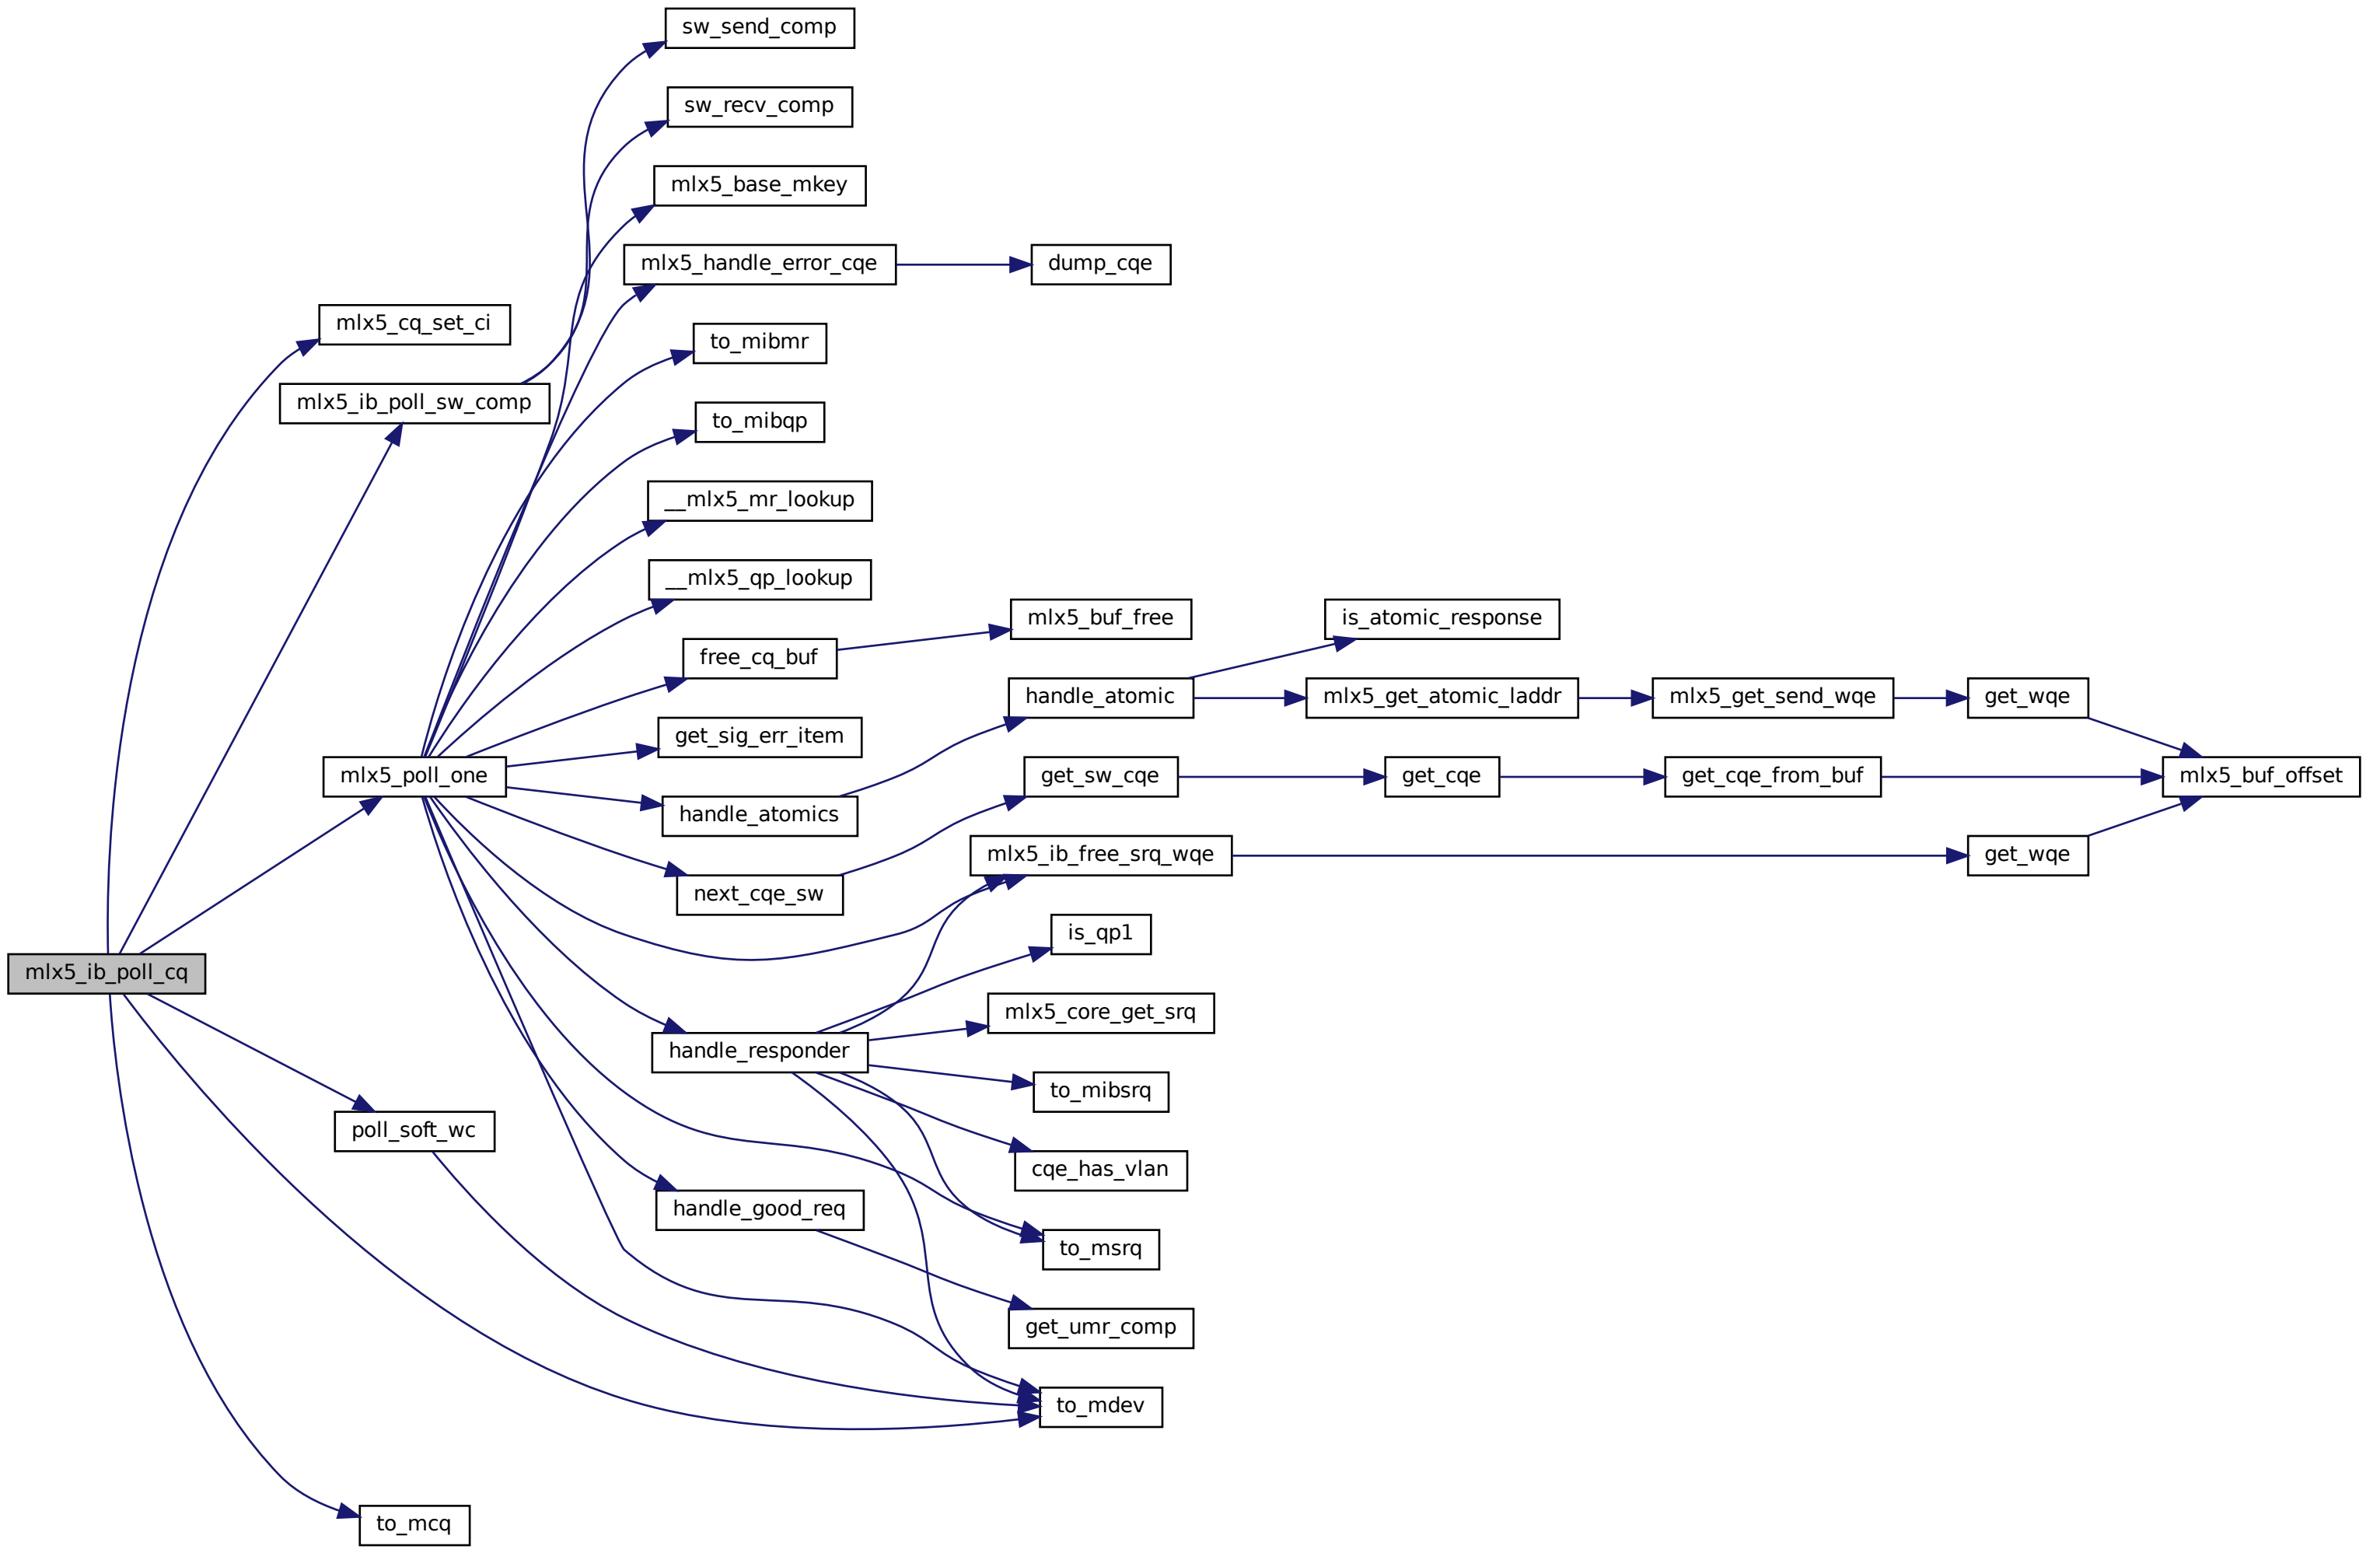 sw_send_comp
sw_recv_comp
mlx5_base_mkey
mlx5_handle_error_cqe
dump_cqe
mlx5_cq_set_ci
to_mibmr
mlx5_ib_poll_sw_comp
to_mibqp
__mlx5_mr_lookup
__mlx5_qp_lookup
mlx5_buf_free
is_atomic_response
free_cq_buf
handle_atomic
mlx5_get_atomic_laddr
mlx5_get_send_wqe
get_wqe
get_sig_err_item
mlx5_poll_one
get_sw_cqe
get_cqe
get_cqe_from_buf
mlx5_buf_offset
handle_atomics
mlx5_ib_free_srq_wqe
get_wqe
next_cqe_sw
is_qp1
mlx5_ib_poll_cq
mlx5_core_get_srq
handle_responder
to_mibsrq
poll_soft_wc
cqe_has_vlan
handle_good_req
to_msrq
get_umr_comp
to_mdev
to_mcq